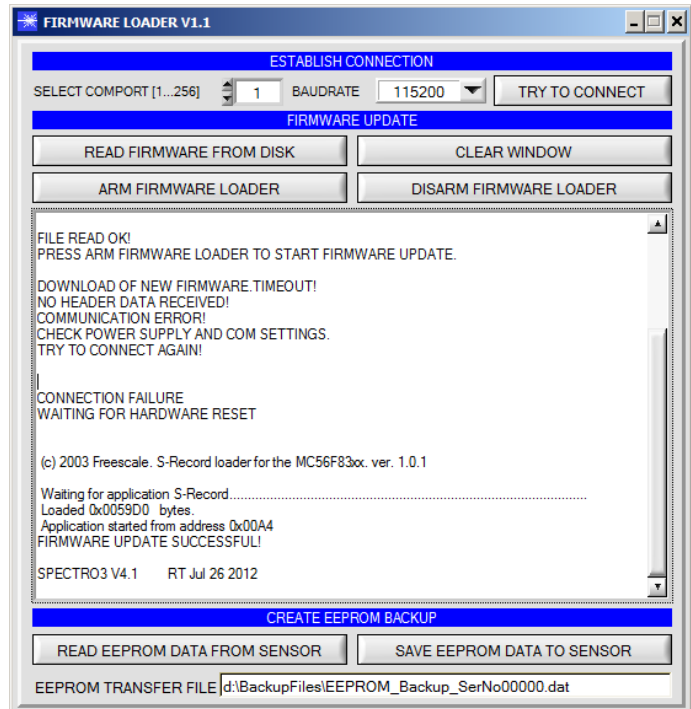 FIRMWARE LOADER V1.1
ESTABLISH CONNECTION
SELECT COMPORT [1...256] 1 BAUDRATE 115200 TRY TO CONNECT
FIRMWARE UPDATE
READ FIRMWARE FROM DISK CLEAR WINDOW
ARM FIRMWARE LOADER DISARM FIRMWARE LOADER
FILE READ OK!
PRESS ARM FIRMWARE LOADER TO START FIRMWARE UPDATE.
DOWNLOAD OF NEW FIRMWARE.TIMEOUT!
NO HEADER DATA RECEIVED!
COMMUNICATION ERROR!
CHECK POWER SUPPLY AND COM SETTINGS.
TRY TO CONNECT AGAIN!
CONNECTION FAILURE
WAITING FOR HARDWARE RESET
(c) 2003 Freescale. S-Record loader for the MC56F83xx. ver. 1.0.1
Waiting for application S-Record...............................................................................................
Loaded 0x0059D0 bytes.
Application started from address 0x00A4
FIRMWARE UPDATE SUCCESSFUL!
SPECTRO3 V4.1 RT Jul 26 2012
CREATE EEPROM BACKUP
READ EEPROM DATA FROM SENSOR SAVE EEPROM DATA TO SENSOR
EEPROM TRANSFER FILE d:\BackupFiles\EEPROM_Backup_SerNo00000.dat